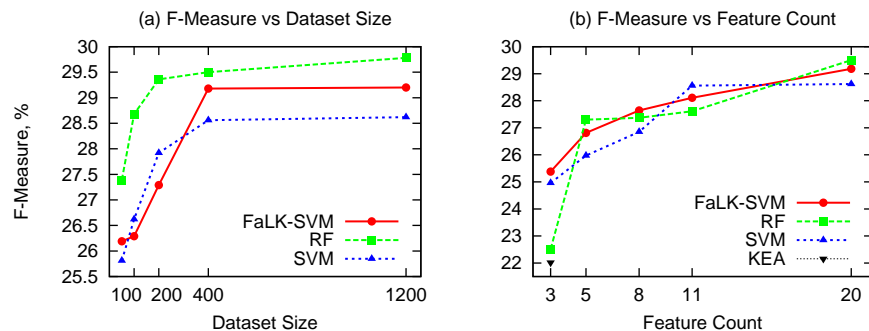 (a) F-Measure vs Dataset Size
F-Measure, %
30
29.5
29
28.5
28
27.5
27
26.5
26
25.5
100 200 400 1200
Dataset Size
FaLK-SVM
RF
SVM
(b) F-Measure vs Feature Count
30
29
28
27
26
25
24
23
22
3 5 8 11 20
Feature Count
FaLK-SVM
RF
SVM
KEA